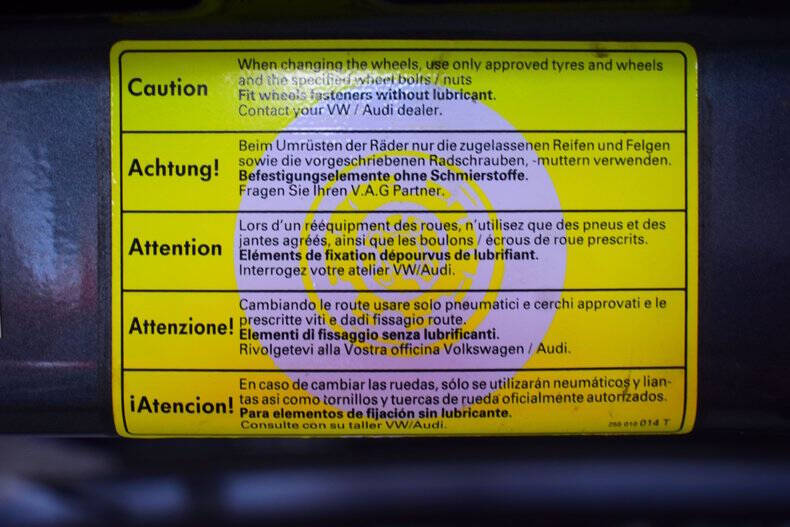 Caution
When changing the wheels, use only approved tyres and wheels
and the specified wheel bolts / nuts
Fit wheels fasteners without lubricant.
Contact your VW / Audi dealer.
Achtung!
Beim Umrüsten der Räder nur die zugelassenen Reifen und Felgen
sowie die vorgeschriebenen Radschrauben, -muttern verwenden.
Befestigungselemente ohne Schmierstoffe.
Fragen Sie Ihren V.A.G Partner.
Attention
Lors d'un rééquipment des roues, n'utilisez que des pneus et des
jantes agréés, ainsi que les boulons / écrous de roue prescrits.
Eléments de fixation dépourvus de lubrifiant.
Interrogez votre atelier VW/Audi.
Attenzione!
Cambiando le route usare solo pneumatici e cerchi approvati e le
prescritte viti e dadi fissagio route.
Elementi di fissaggio senza lubrificanti.
Rivolgetevi alla Vostra officina Volkswagen / Audi.
¡Atencion!
En caso de cambiar las ruedas, sólo se utilizarán neumáticos y llan-
tas asi como tornillos y tuercas de rueda oficialmente autorizados.
Para elementos de fijación sin lubricante.
Consulte con su taller VW/Audi.
014 T